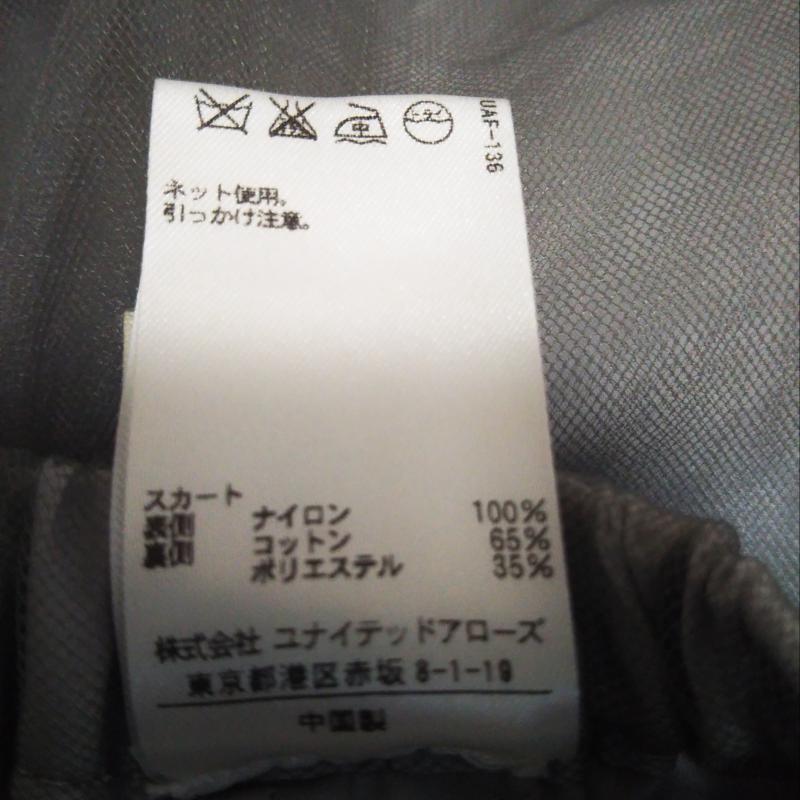 UAF-136
ネット使用。
引っかけ注意。
スカート
表側 ナイロン 100%
裏側 コットン 65%
ポリエステル 35%
株式会社 ユナイテッドアローズ
東京都港区赤坂 8-1-19
中国製